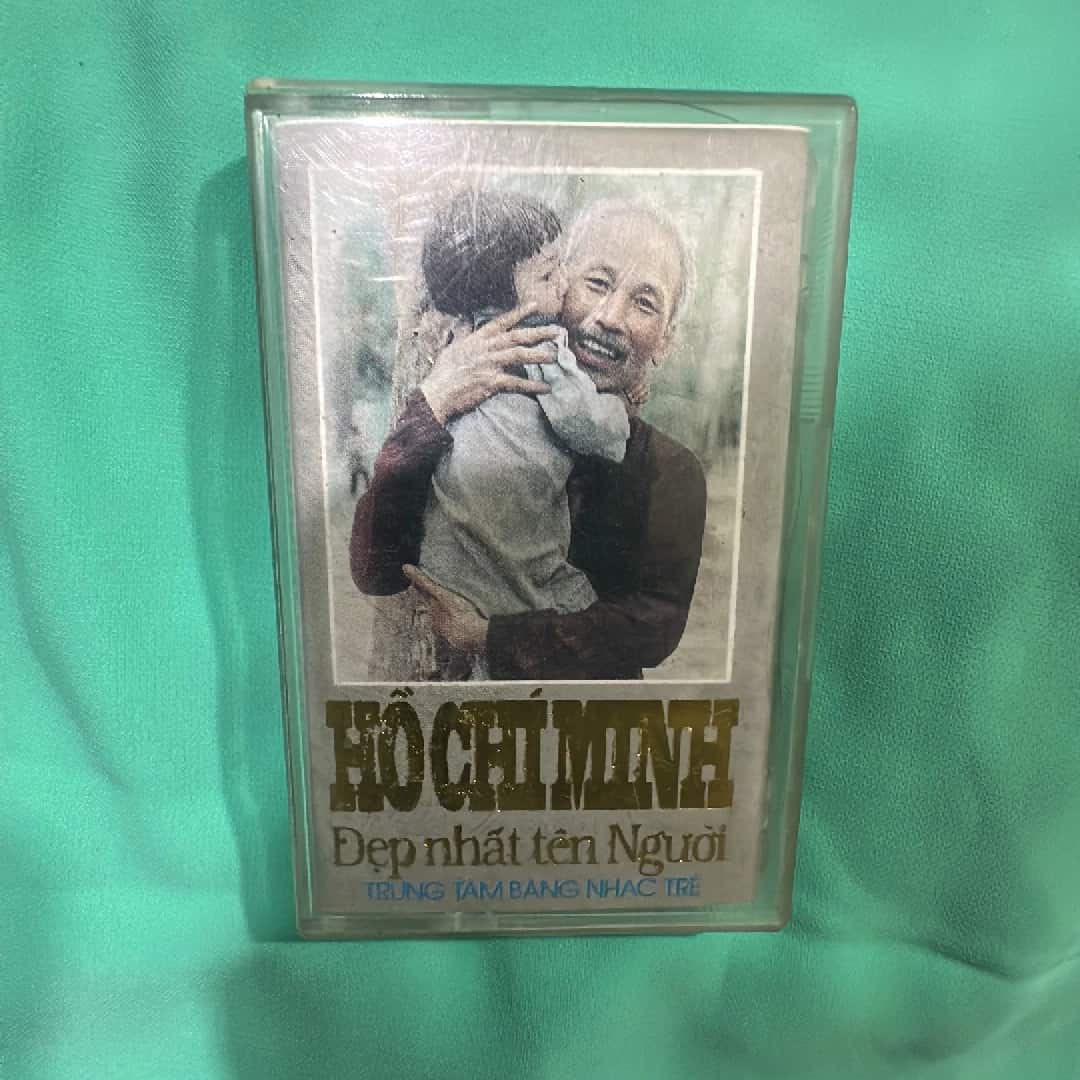 HỒ CHÍ MINH
Đẹp nhất tên Người
TRUNG TÂM BĂNG NHẠC TRẺ